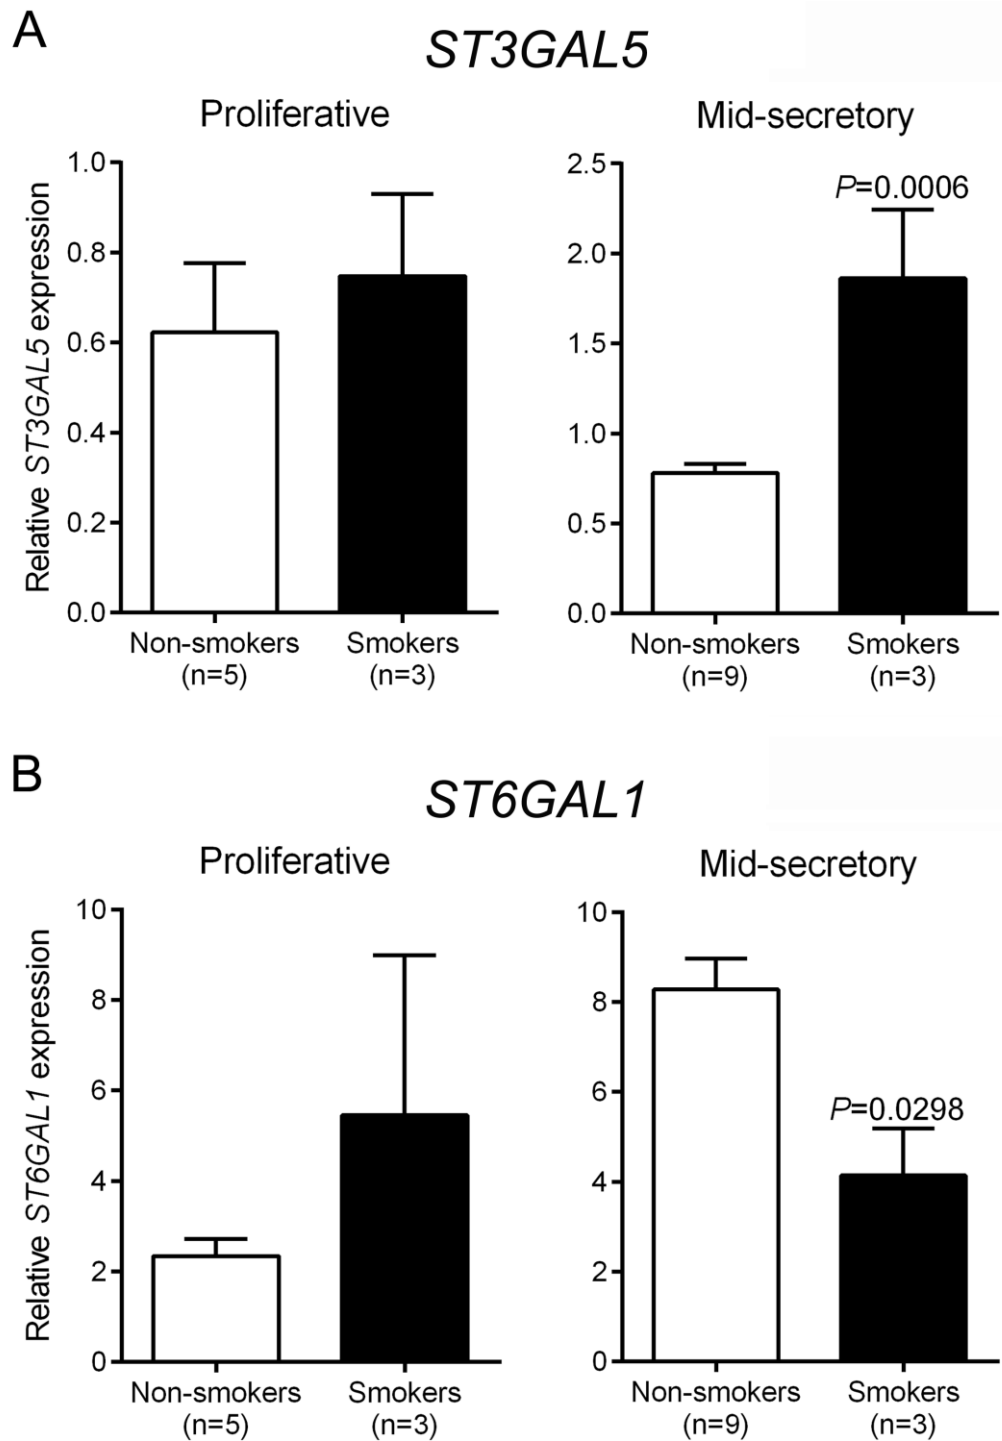 A
ST3GAL5
Proliferative
Relative ST3GAL5 expression
1.0
0.8
0.6
0.4
0.2
0.0
Non-smokers
(n=5)
Smokers
(n=3)
Mid-secretory
2.5
2.0
1.5
1.0
0.5
0.0
P=0.0006
Non-smokers
(n=9)
Smokers
(n=3)
B
ST6GAL1
Proliferative
Relative ST6GAL1 expression
10
8
6
4
2
0
Non-smokers
(n=5)
Smokers
(n=3)
Mid-secretory
10
8
6
4
2
0
P=0.0298
Non-smokers
(n=9)
Smokers
(n=3)